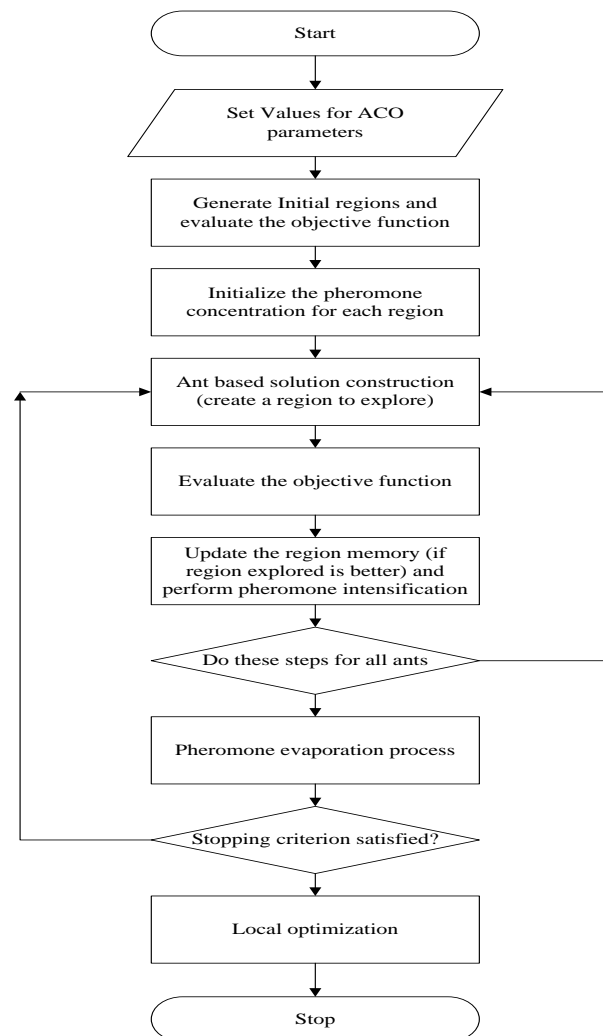 Start
Set Values for ACO
parameters
Generate Initial regions and
evaluate the objective function
Initialize the pheromone
concentration for each region
Ant based solution construction
(create a region to explore)
Evaluate the objective function
Update the region memory (if
region explored is better) and
perform pheromone intensification
Do these steps for all ants
Pheromone evaporation process
Stopping criterion satisfied?
Local optimization
Stop